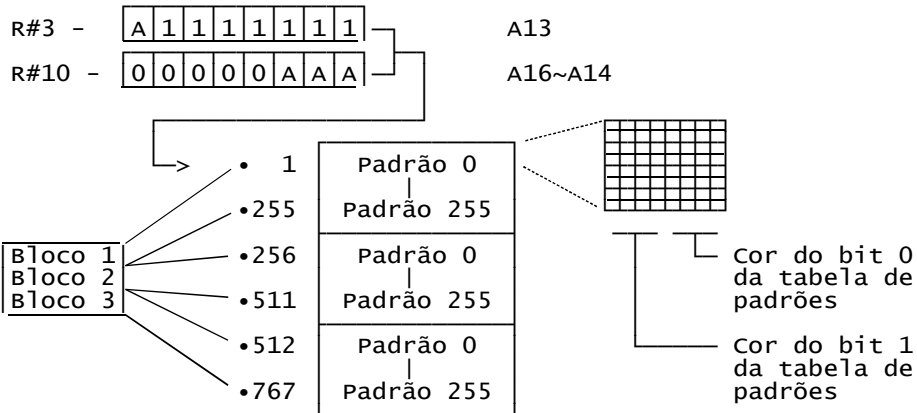 R#3 - A 1 1 1 1 1 1 1 A13
R#10 - 0 0 0 0 0 A A A A16~A14
• 1 Padrão 0
•255 Padrão 255
•256 Padrão 0
•511 Padrão 255
•512 Padrão 0
•767 Padrão 255
Bloco 1
Bloco 2
Bloco 3
Cor do bit 0
da tabela de
padrões
Cor do bit 1
da tabela de
padrões